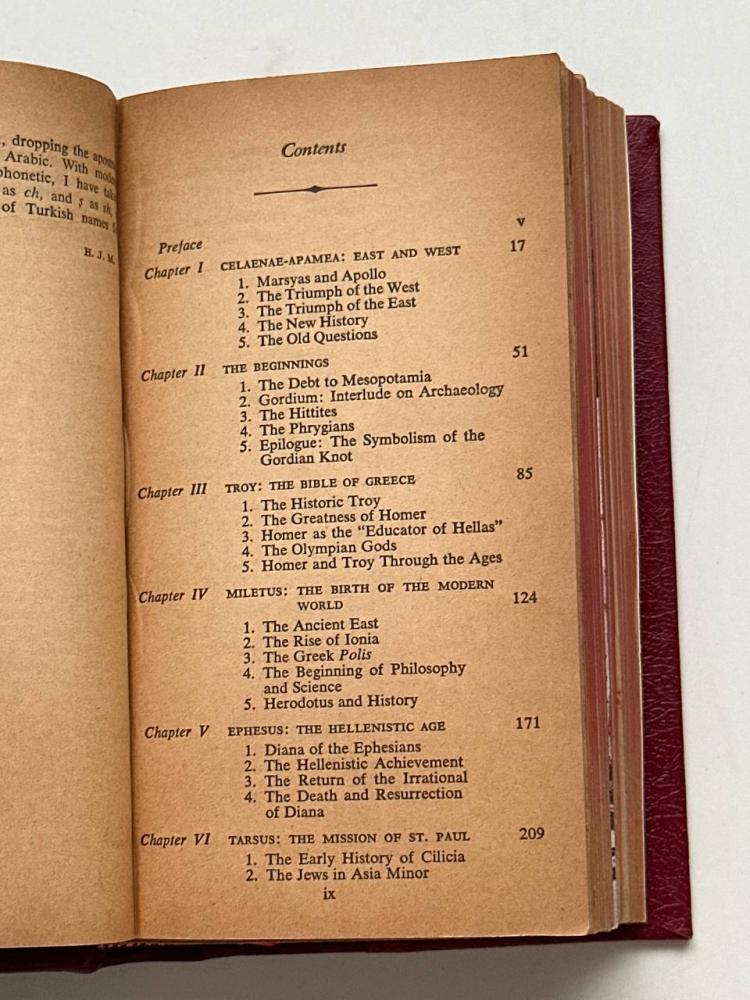 , dropping the
Arabic. With
phonetic, I have
as ch, and ş as sh,
of Turkish names
H. J. M.
Contents
Preface v
Chapter I CELAENAE-APAMEA: EAST AND WEST 17
1. Marsyas and Apollo
2. The Triumph of the West
3. The Triumph of the East
4. The New History
5. The Old Questions
Chapter II THE BEGINNINGS 51
1. The Debt to Mesopotamia
2. Gordium: Interlude on Archaeology
3. The Hittites
4. The Phrygians
5. Epilogue: The Symbolism of the
Gordian Knot
Chapter III TROY: THE BIBLE OF GREECE 85
1. The Historic Troy
2. The Greatness of Homer
3. Homer as the “Educator of Hellas”
4. The Olympian Gods
5. Homer and Troy Through the Ages
Chapter IV MILETUS: THE BIRTH OF THE MODERN
WORLD 124
1. The Ancient East
2. The Rise of Ionia
3. The Greek Polis
4. The Beginning of Philosophy
and Science
5. Herodotus and History
Chapter V EPHESUS: THE HELLENISTIC AGE 171
1. Diana of the Ephesians
2. The Hellenistic Achievement
3. The Return of the Irrational
4. The Death and Resurrection
of Diana
Chapter VI TARSUS: THE MISSION OF ST. PAUL 209
1. The Early History of Cilicia
2. The Jews in Asia Minor
ix